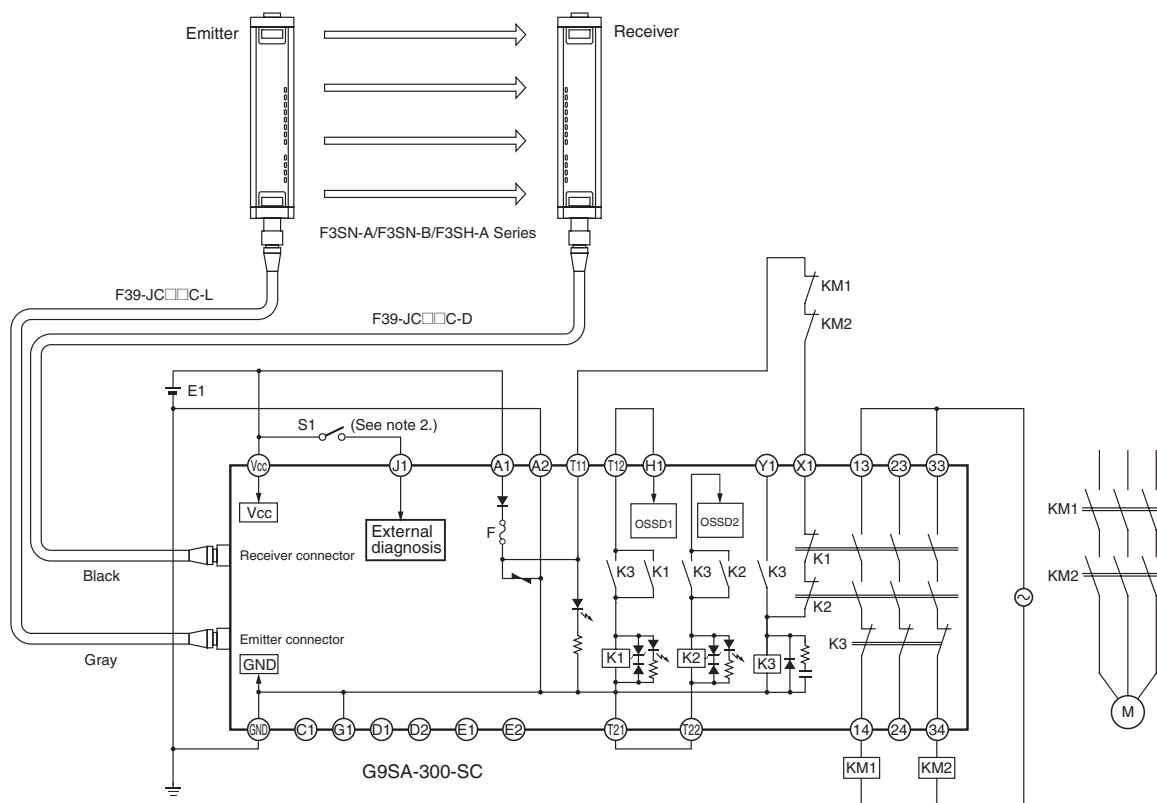 Emitter
Receiver
F3SN-A/F3SN-B/F3SH-A Series
F39-JC□□C-L
F39-JC□□C-D
KM1
KM2
E1
S1
(See note 2.)
Vcc
J1
A1
A2
T11
T12
H1
Y1
X1
13
23
33
Vcc
External
diagnosis
F
OSSD1
OSSD2
KM1
Receiver connector
K3
K1
K3
K2
K3
K1
KM2
K2
Black
Emitter connector
K3
Gray
GND
K1
K2
K3
M
GND
C1
G1
D1
D2
E1
E2
T21
T22
14
24
34
G9SA-300-SC
KM1
KM2